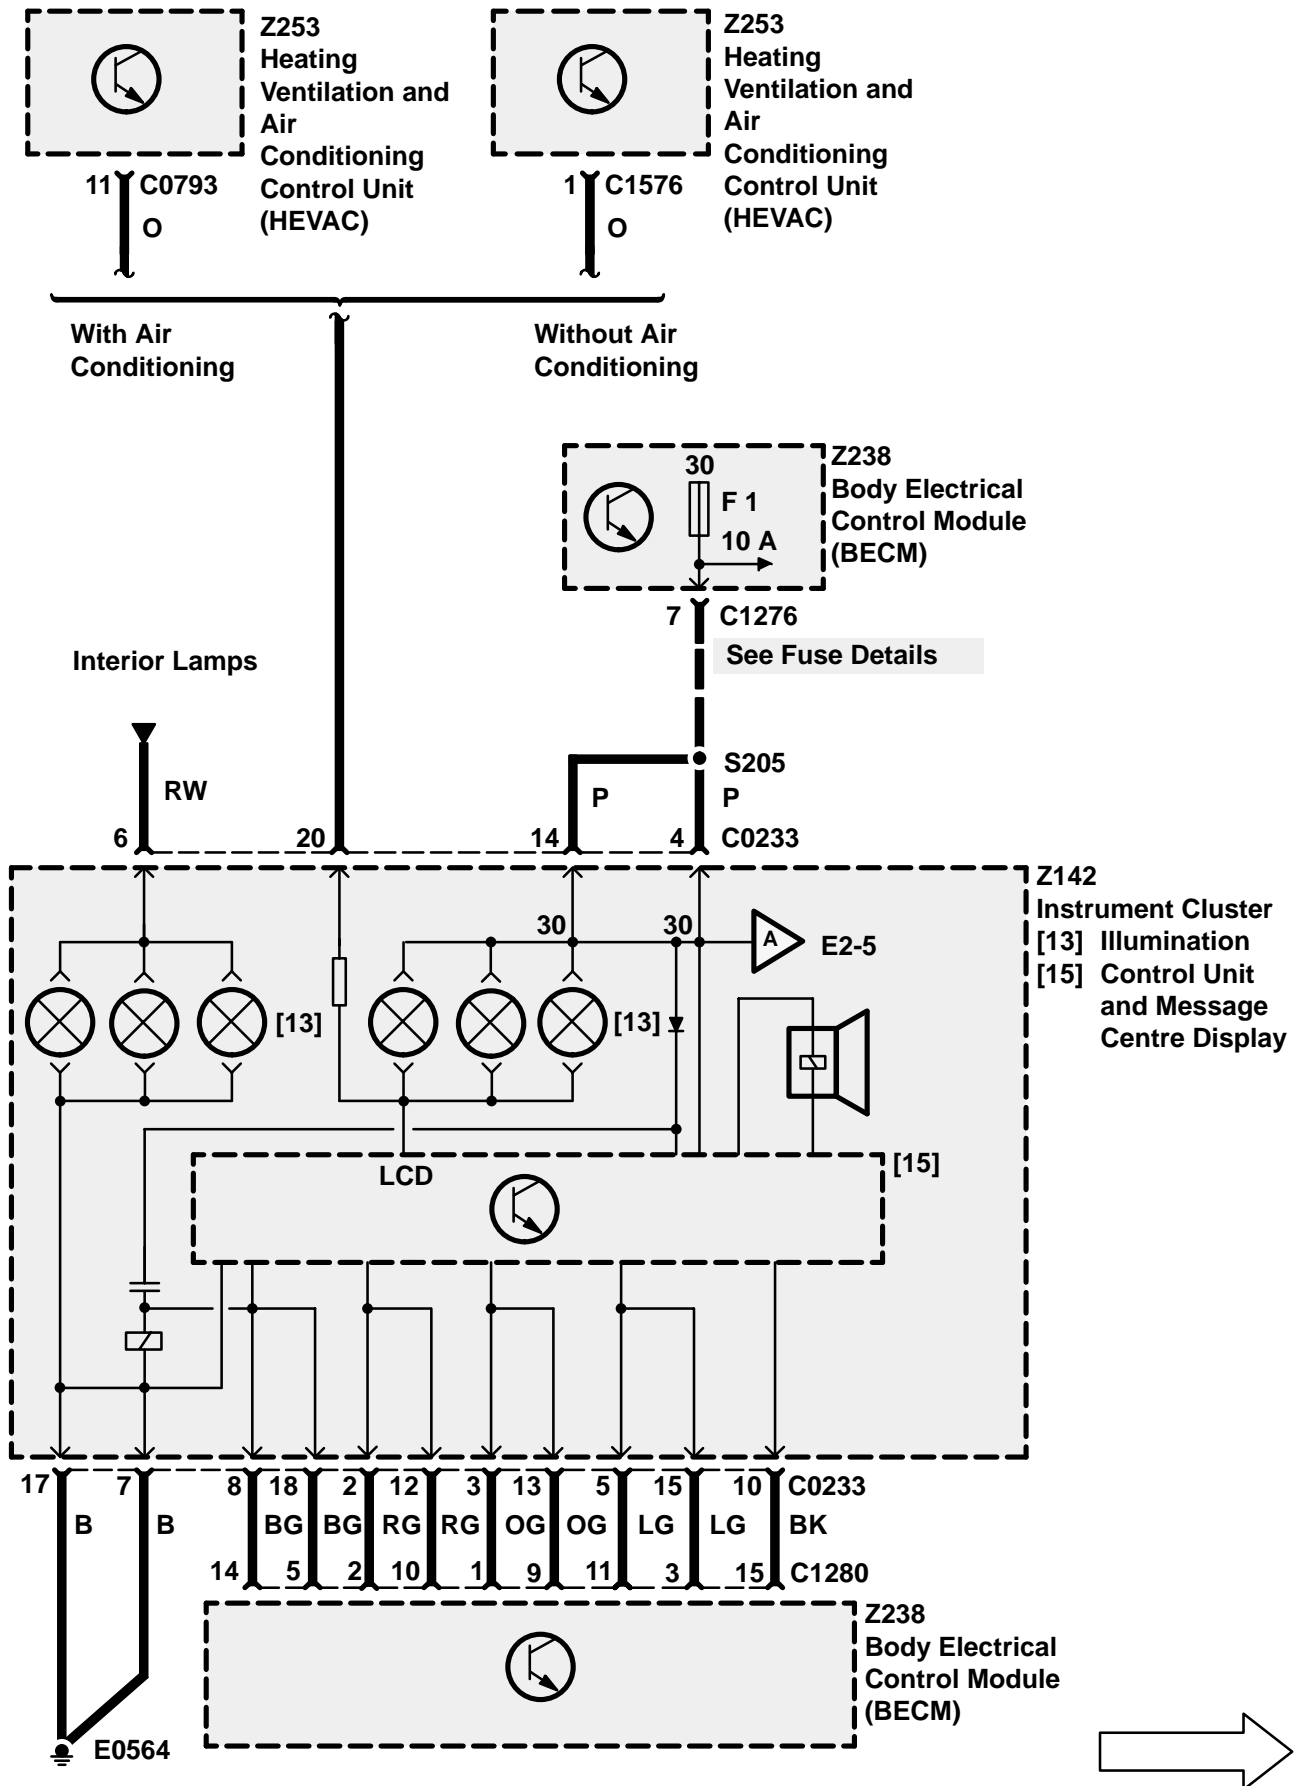 Z253
Heating
Ventilation and
Air
Conditioning
Control Unit
(HEVAC)
Z253
Heating
Ventilation and
Air
Conditioning
Control Unit
(HEVAC)
11 C0793
O
1 C1576
O
With Air
Conditioning
Without Air
Conditioning
30
F 1
10 A
Z238
Body Electrical
Control Module
(BECM)
7 C1276
See Fuse Details
Interior Lamps
S205
RW
P
P
6 20 14 4 C0233
Z142
Instrument Cluster
[13] Illumination
[15] Control Unit
and Message
Centre Display
30 30
A
E2-5
[13]
[13]
LCD
[15]
17 7 8 18 2 12 3 13 5 15 10 C0233
B B BG BG RG RG OG OG LG LG BK
14 5 2 10 1 9 11 3 15 C1280
Z238
Body Electrical
Control Module
(BECM)
E0564